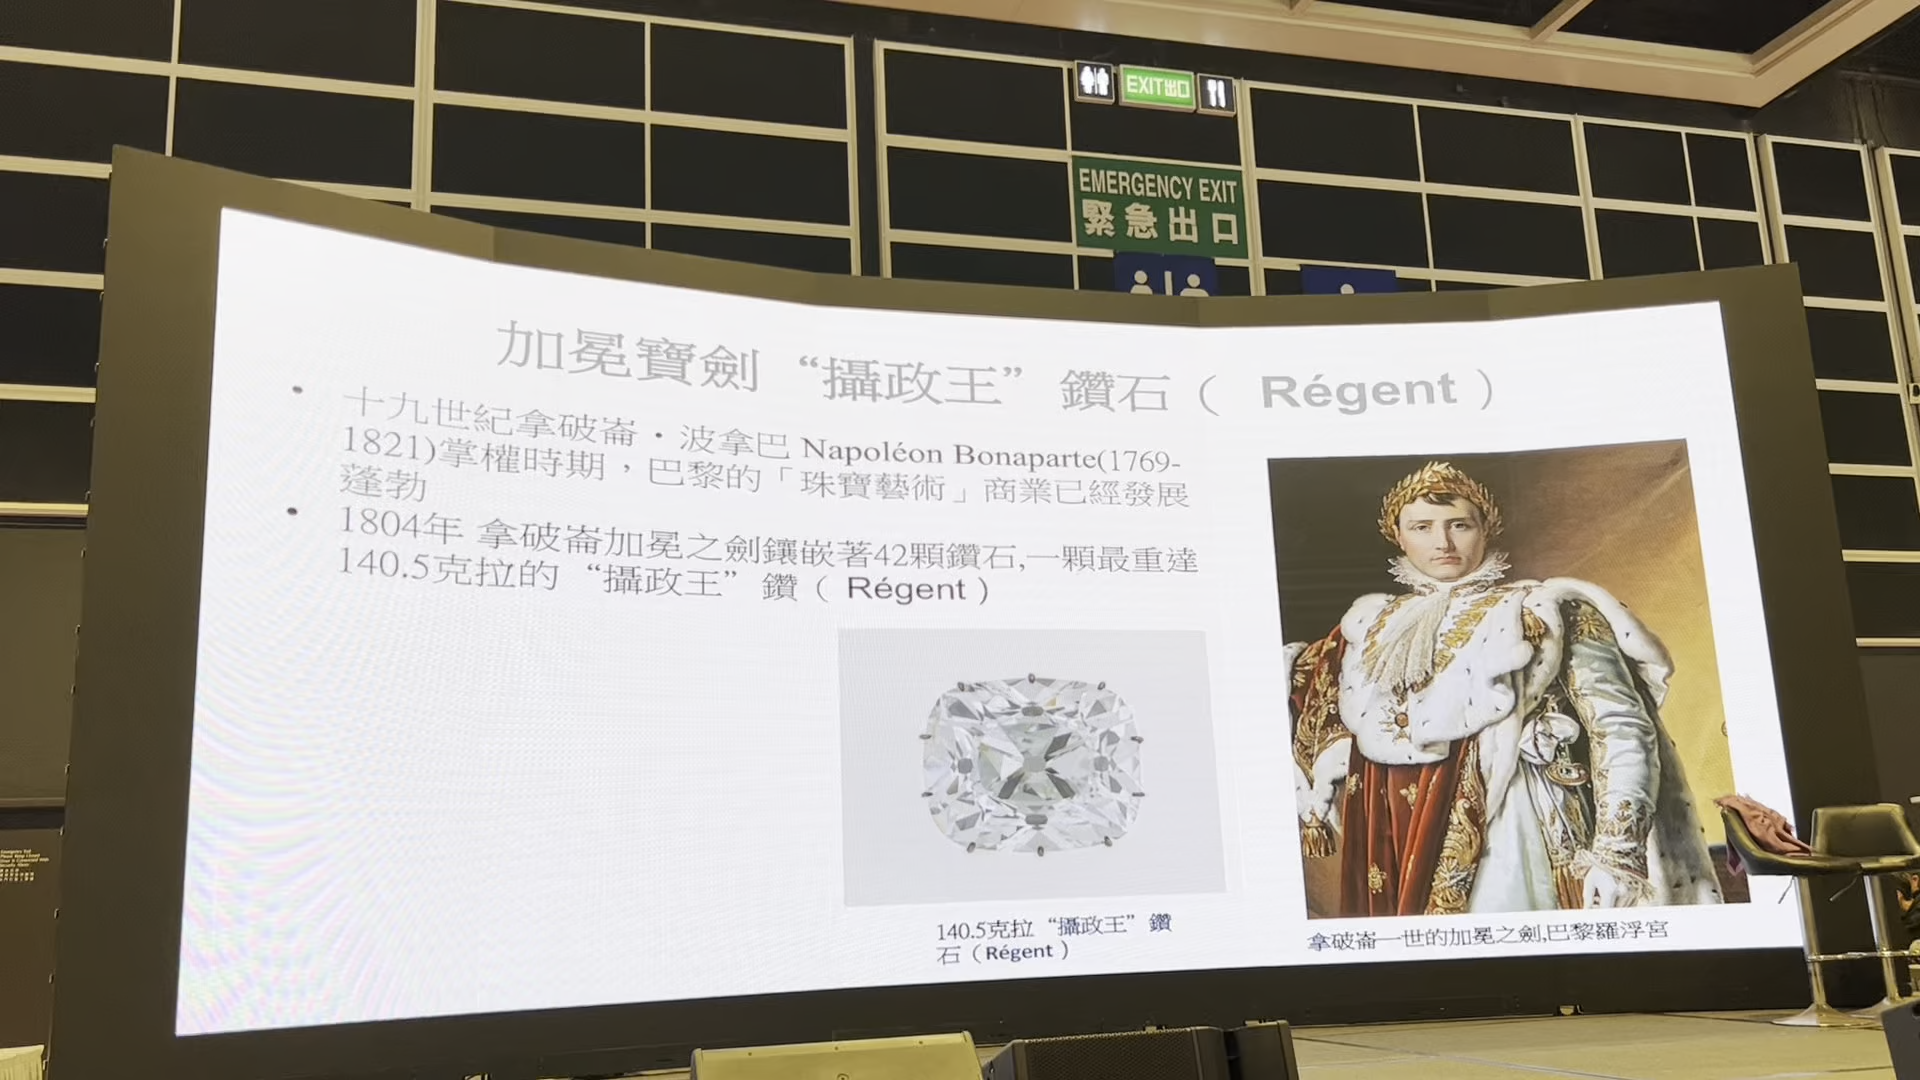 EXIT出口
EMERGENCY EXIT
緊急出口
加冕寶劍 “攝政王” 鑽石（ Régent）
• 十九世紀拿破崙・波拿巴 Napoléon Bonaparte(1769-
1821)掌權時期，巴黎的「珠寶藝術」商業已經發展
蓬勃
• 1804年 拿破崙加冕之劍鑲嵌著42顆鑽石,一顆最重達
140.5克拉的 “攝政王” 鑽（ Régent）
140.5克拉 “攝政王” 鑽
石（Régent）
拿破崙一世的加冕之劍,巴黎羅浮宮